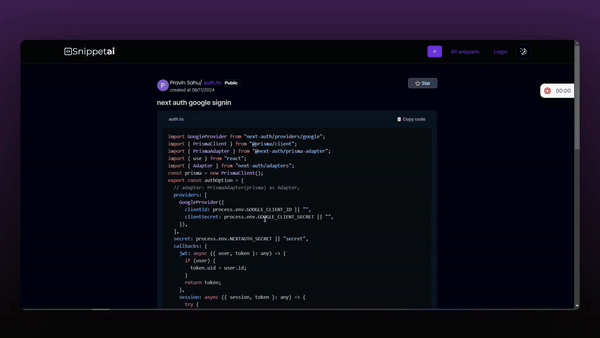 Snippetai
+
All snippets
Login
P
Pravin Sahu/ auth.ts Public
created at 06/11/2024
Star
00:00
next auth google signin
auth.ts
Copy code
import GoogleProvider from "next-auth/providers/google";
import { PrismaClient } from "@prisma/client";
import { PrismaAdapter } from "@next-auth/prisma-adapter";
import { use } from "react";
import { Adapter } from "next-auth/adapters";
const prisma = new PrismaClient();
export const authOption = {
// adapter: PrismaAdapter(prisma) as Adapter,
providers: [
GoogleProvider({
clientId: process.env.GOOGLE_CLIENT_ID || "",
clientSecret: process.env.GOOGLE_CLIENT_SECRET || "",
}),
],
secret: process.env.NEXTAUTH_SECRET || "secret",
callbacks: {
jwt: async ({ user, token }: any) => {
if (user) {
token.uid = user.id;
}
return token;
},
session: async ({ session, token }: any) => {
try {